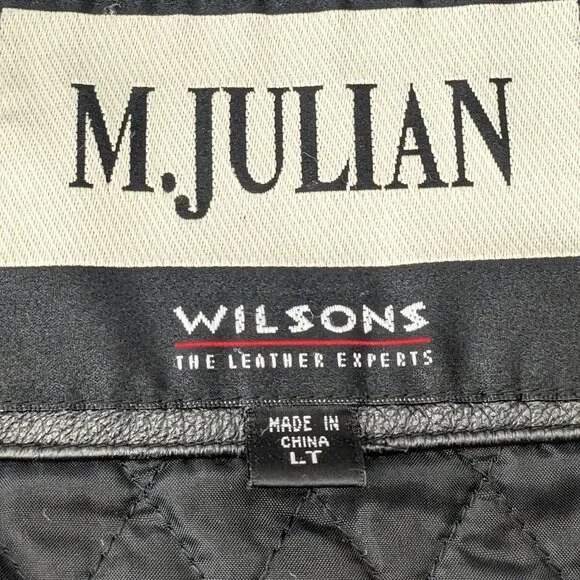 M.JULIAN
WILSONS
THE LEATHER EXPERTS
MADE IN
CHINA
LT